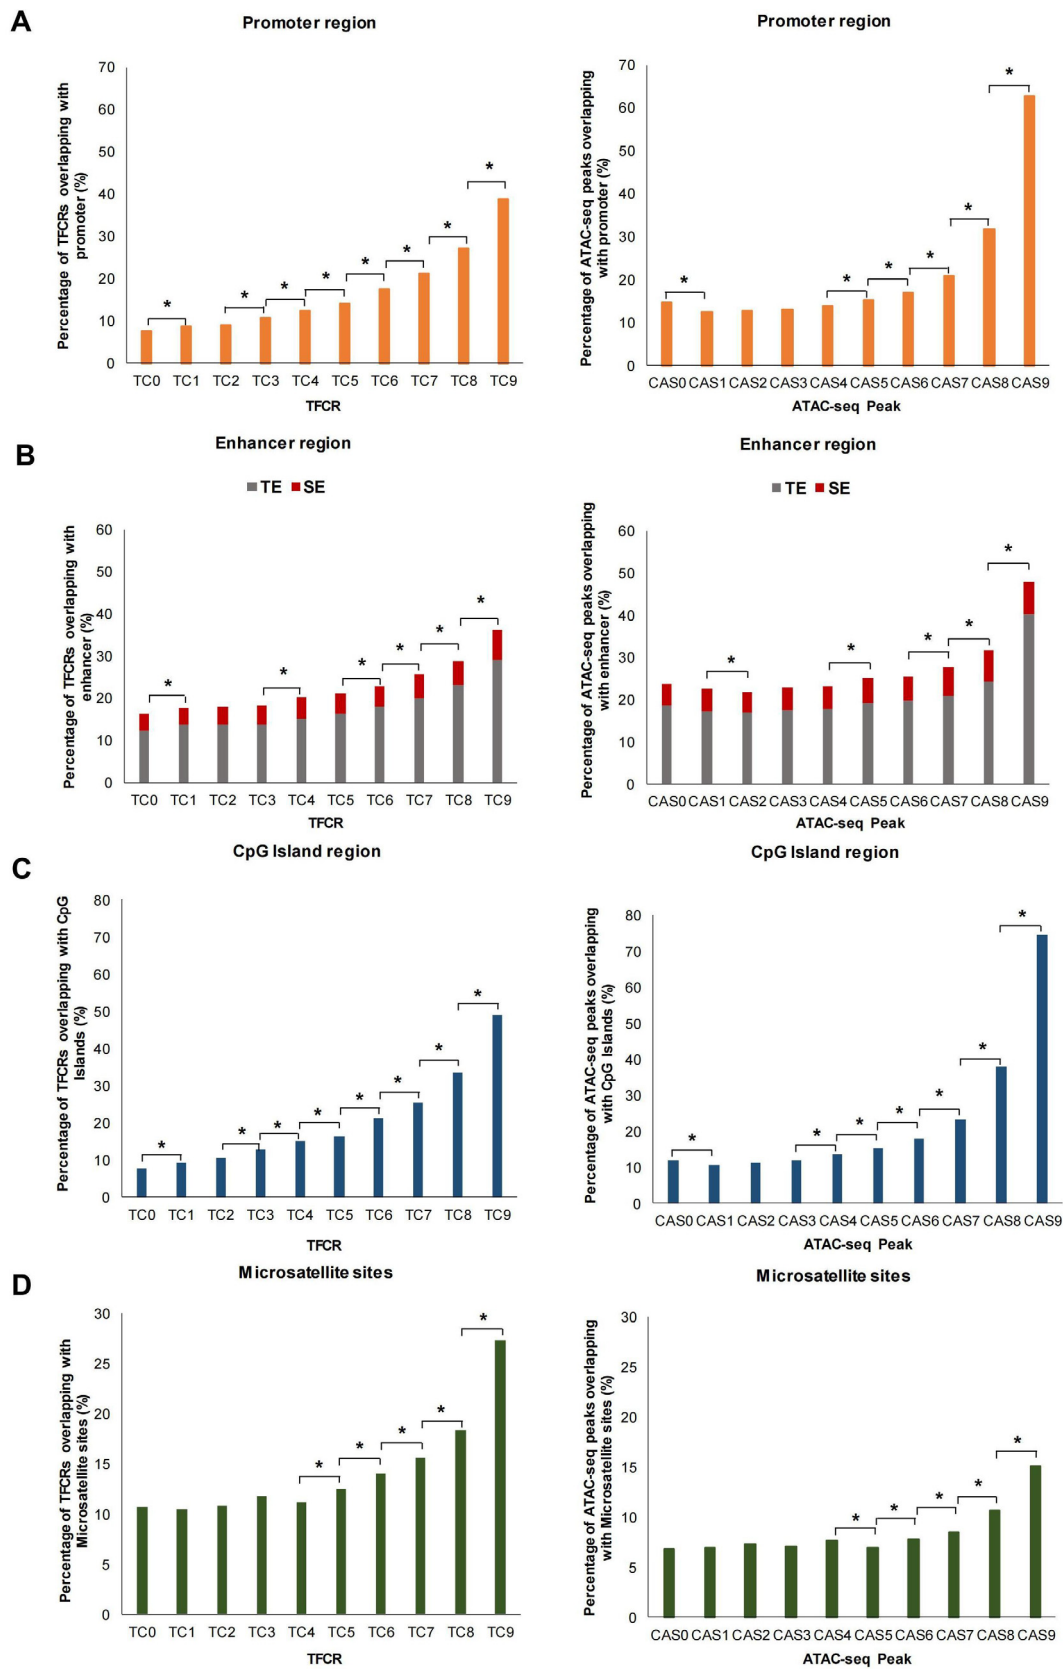 A
Promoter region
Percentage of TFCRs overlapping with
promoter (%)
70
60
50
40
30
20
10
0
*
*
*
*
*
*
*
*
TC0 TC1 TC2 TC3 TC4 TC5 TC6 TC7 TC8 TC9
TFCR
Promoter region
Percentage of ATAC-seq peaks overlapping
with promoter (%)
70
60
50
40
30
20
10
0
*
*
*
*
*
*
CAS0 CAS1 CAS2 CAS3 CAS4 CAS5 CAS6 CAS7 CAS8 CAS9
ATAC-seq Peak
B
Enhancer region
TE SE
Percentage of TFCRs overlapping with
enhancer (%)
60
50
40
30
20
10
0
*
*
*
*
*
*
TC0 TC1 TC2 TC3 TC4 TC5 TC6 TC7 TC8 TC9
TFCR
Enhancer region
TE SE
Percentage of ATAC-seq peaks overlapping
with enhancer (%)
60
50
40
30
20
10
0
*
*
*
*
*
CAS0 CAS1 CAS2 CAS3 CAS4 CAS5 CAS6 CAS7 CAS8 CAS9
ATAC-seq Peak
C
CpG Island region
Percentage of TFCRs overlapping with CpG
Islands (%)
80
70
60
50
40
30
20
10
0
*
*
*
*
*
*
*
*
TC0 TC1 TC2 TC3 TC4 TC5 TC6 TC7 TC8 TC9
TFCR
CpG Island region
Percentage of ATAC-seq peaks overlapping
with CpG Islands (%)
80
70
60
50
40
30
20
10
0
*
*
*
*
*
*
*
CAS0 CAS1 CAS2 CAS3 CAS4 CAS5 CAS6 CAS7 CAS8 CAS9
ATAC-seq Peak
D
Microsatellite sites
Percentage of TFCRs overlapping with
Microsatellite sites (%)
30
25
20
15
10
5
0
*
*
*
*
*
TC0 TC1 TC2 TC3 TC4 TC5 TC6 TC7 TC8 TC9
TFCR
Microsatellite sites
Percentage of ATAC-seq peaks overlapping
with Microsatellite sites (%)
30
25
20
15
10
5
0
*
*
*
*
*
CAS0 CAS1 CAS2 CAS3 CAS4 CAS5 CAS6 CAS7 CAS8 CAS9
ATAC-seq Peak